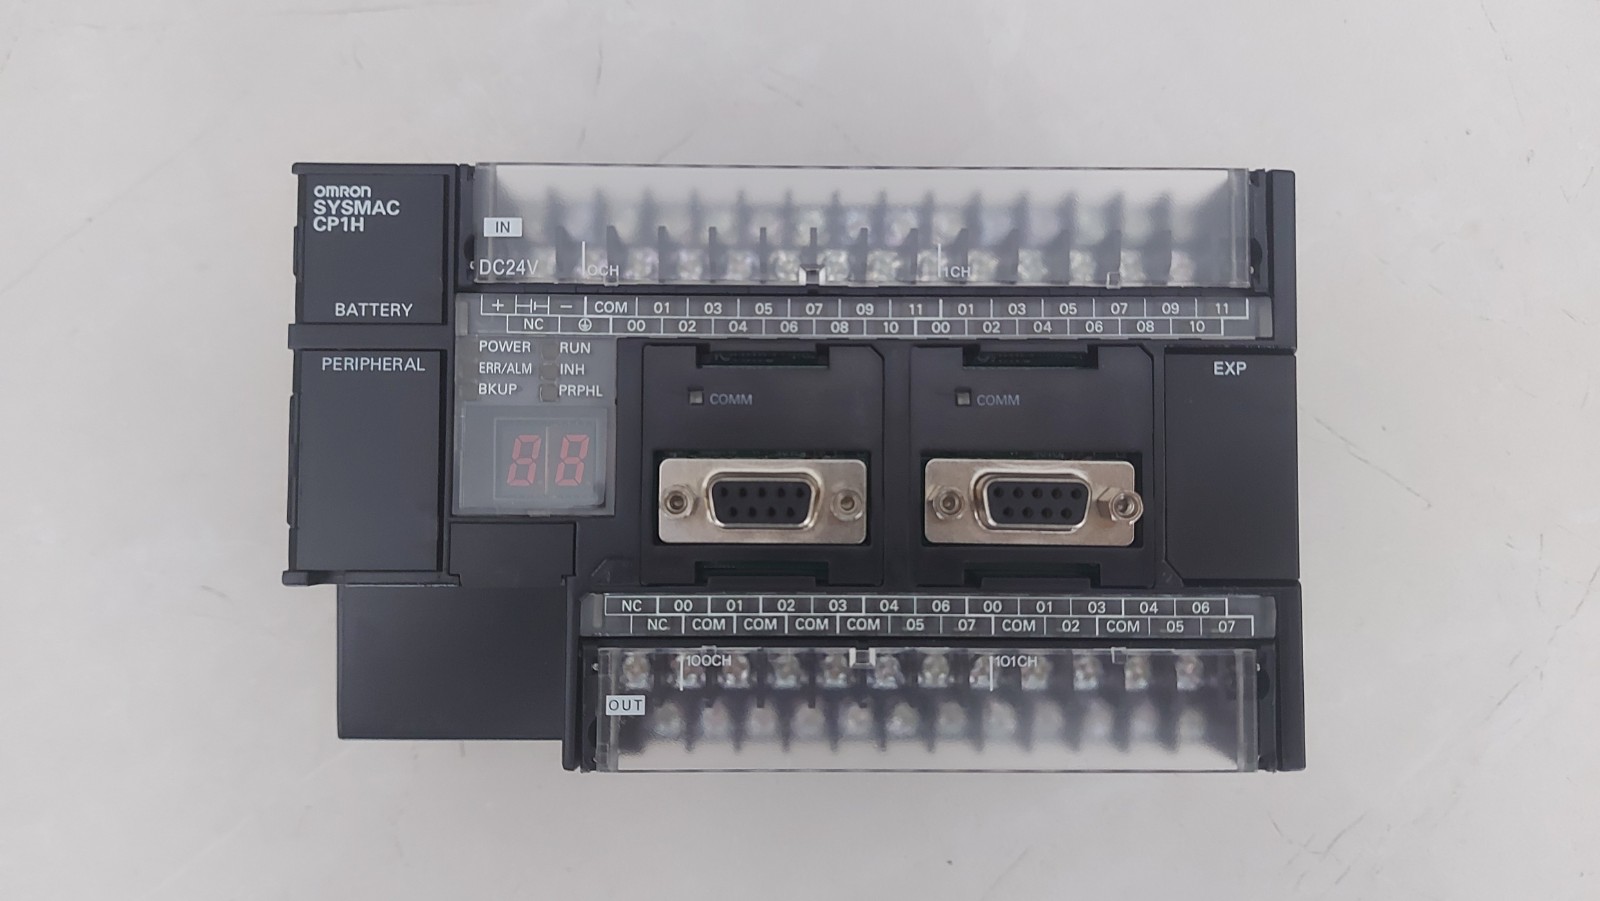 omron
SYSMAC
CP1H
BATTERY
PERIPHERAL
IN
DC24V
0CH
1CH
+ − COM 01 03 05 07 09 11 01 03 05 07 09 11
NC 00 02 04 06 08 10 00 02 04 06 08 10
POWER RUN
ERR/ALM INH
BKUP PRPHL
88
COMM
COMM
EXP
NC 00 01 02 03 04 06 00 01 03 04 06
NC COM COM COM COM 05 07 COM 02 COM 05 07
100CH
101CH
OUT